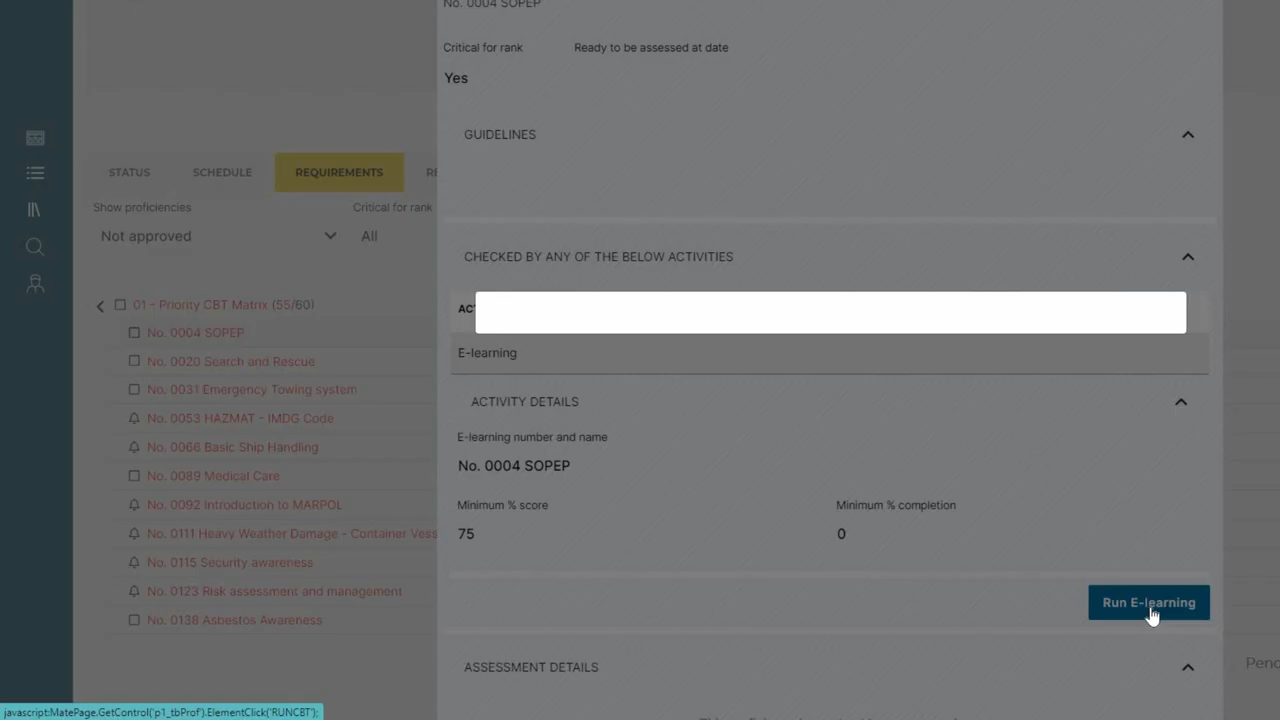 No. 0004 SOPEP
Critical for rank
Ready to be assessed at date
Yes
GUIDELINES
STATUS
SCHEDULE
REQUIREMENTS
Show proficiencies
Critical for rank
Not approved
All
CHECKED BY ANY OF THE BELOW ACTIVITIES
01 - Priority CBT Matrix (55/60)
No. 0004 SOPEP
No. 0020 Search and Rescue
No. 0031 Emergency Towing system
No. 0053 HAZMAT - IMDG Code
No. 0066 Basic Ship Handling
No. 0089 Medical Care
No. 0092 Introduction to MARPOL
No. 0111 Heavy Weather Damage - Container Vess
No. 0115 Security awareness
No. 0123 Risk assessment and management
No. 0138 Asbestos Awareness
E-learning
ACTIVITY DETAILS
E-learning number and name
No. 0004 SOPEP
Minimum % score
Minimum % completion
75
0
Run E-learning
ASSESSMENT DETAILS
javascript:MatePage.GetControl('p1_tbProf').ElementClick('RUNCBT');